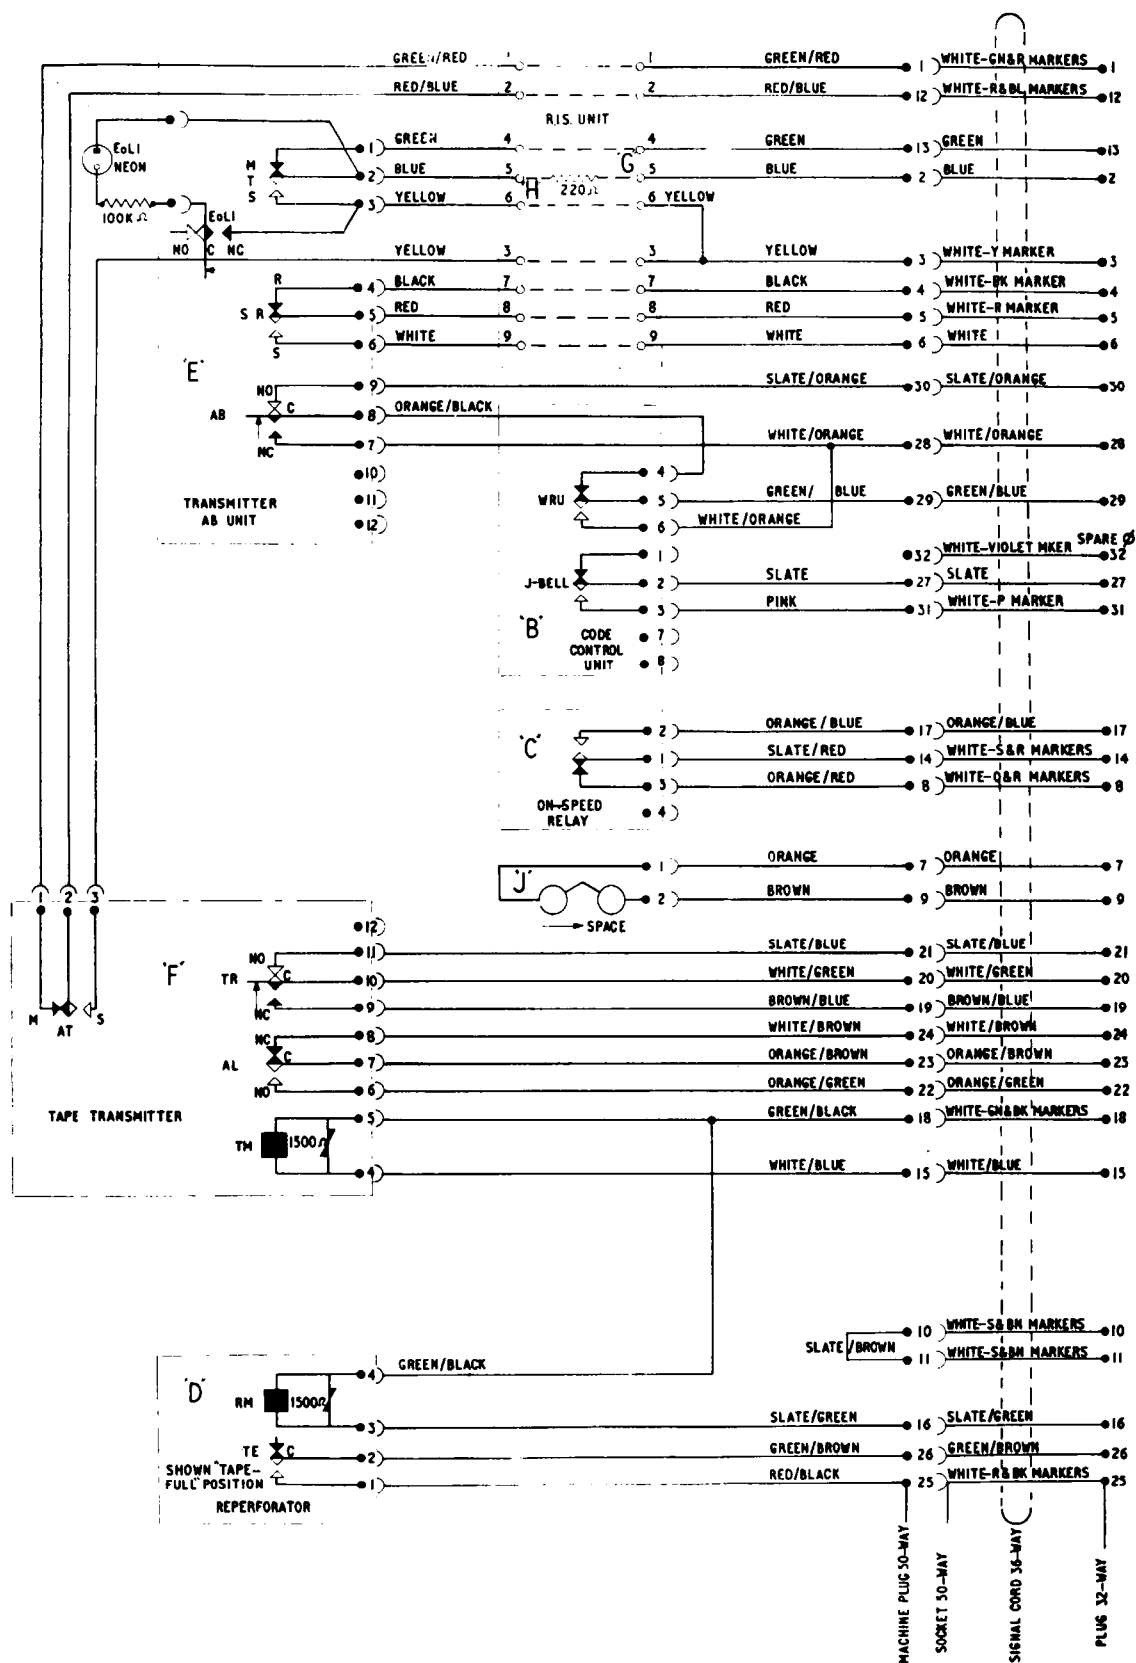 GREEN/RED 1 1 GREEN/RED 1 WHITE-GN&R MARKERS 1
RED/BLUE 2 2 RED/BLUE 12 WHITE-R&BL MARKERS 12
R.I.S. UNIT
1 GREEN 4 4 GREEN 13 GREEN 13
EoLI NEON
M T S
2 BLUE 5 'H' 220Ω 'G' 5 BLUE 2 BLUE 2
3 YELLOW 6 6 YELLOW
100KΩ
EoLI
NO C NC
YELLOW 3 3 YELLOW 3 WHITE-Y MARKER 3
R 4 BLACK 7 7 BLACK 4 WHITE-BK MARKER 4
S R 5 RED 8 8 RED 5 WHITE-R MARKER 5
S 6 WHITE 9 9 WHITE 6 WHITE 6
'E'
NO 9 SLATE/ORANGE 30 SLATE/ORANGE 30
AB C 8 ORANGE/BLACK
NC 7 WHITE/ORANGE 28 WHITE/ORANGE 28
10
4
TRANSMITTER AB UNIT
11
WRU 5 GREEN/ BLUE 29 GREEN/BLUE 29
12
6 WHITE/ORANGE
1 32 WHITE-VIOLET MKER SPARE Ø 32
J-BELL 2 SLATE 27 SLATE 27
3 PINK 31 WHITE-P MARKER 31
'B'
CODE CONTROL UNIT
7
8
2 ORANGE/BLUE 17 ORANGE/BLUE 17
'C' 1 SLATE/RED 14 WHITE-S&R MARKERS 14
3 ORANGE/RED 8 WHITE-O&R MARKERS 8
ON-SPEED RELAY
4
1 ORANGE 7 ORANGE 7
'J'
2 BROWN 9 BROWN 9
SPACE
1 2 3
12
NO 11 SLATE/BLUE 21 SLATE/BLUE 21
'F'
TR C 10 WHITE/GREEN 20 WHITE/GREEN 20
NC 9 BROWN/BLUE 19 BROWN/BLUE 19
M AT S
NC 8 WHITE/BROWN 24 WHITE/BROWN 24
AL C 7 ORANGE/BROWN 23 ORANGE/BROWN 23
NO 6 ORANGE/GREEN 22 ORANGE/GREEN 22
TAPE TRANSMITTER
5 GREEN/BLACK 18 WHITE-GN&BK MARKERS 18
TM 1500Ω
4 WHITE/BLUE 15 WHITE/BLUE 15
10 WHITE-S&BN MARKERS 10
SLATE/BROWN
11 WHITE-S&BN MARKERS 11
4 GREEN/BLACK
'D'
RM 1500Ω
3 SLATE/GREEN 16 SLATE/GREEN 16
TE C 2 GREEN/BROWN 26 GREEN/BROWN 26
SHOWN "TAPE-FULL" POSITION
1 RED/BLACK 25 WHITE-R&BK MARKERS 25
REPERFORATOR
MACHINE PLUG 50-WAY
SOCKET 50-WAY
SIGNAL CORD 36-WAY
PLUG 32-WAY